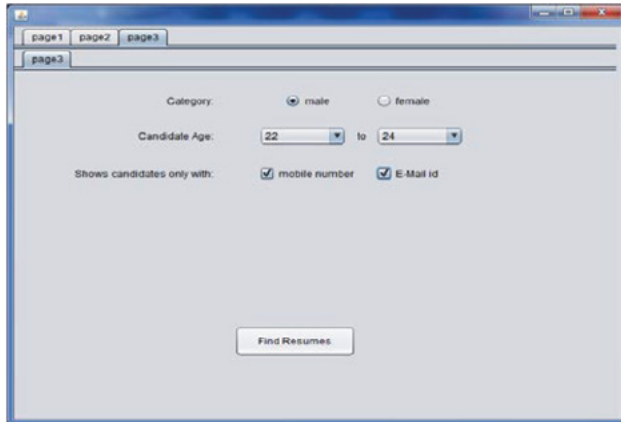 page1 page2 page3
page3
Category: male female
Candidate Age: 22 to 24
Shows candidates only with: mobile number E-Mail id
Find Resumes